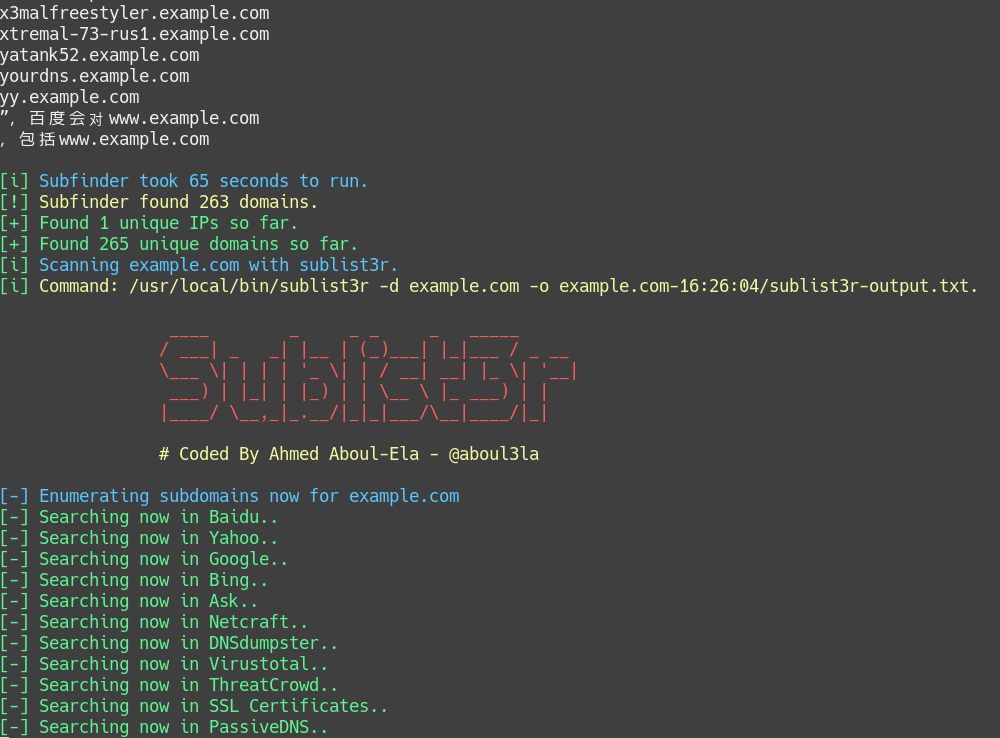 x3malfreestyler.example.com
xtremal-73-rus1.example.com
yatank52.example.com
yourdns.example.com
yy.example.com
”，百度会对 www.example.com
，包括www.example.com
[i] Subfinder took 65 seconds to run.
[!] Subfinder found 263 domains.
[+] Found 1 unique IPs so far.
[+] Found 265 unique domains so far.
[i] Scanning example.com with sublist3r.
[i] Command: /usr/local/bin/sublist3r -d example.com -o example.com-16:26:04/sublist3r-output.txt.
Sublist3r
# Coded By Ahmed Aboul-Ela - @aboul3la
[-] Enumerating subdomains now for example.com
[-] Searching now in Baidu..
[-] Searching now in Yahoo..
[-] Searching now in Google..
[-] Searching now in Bing..
[-] Searching now in Ask..
[-] Searching now in Netcraft..
[-] Searching now in DNSdumpster..
[-] Searching now in Virustotal..
[-] Searching now in ThreatCrowd..
[-] Searching now in SSL Certificates..
[-] Searching now in PassiveDNS..